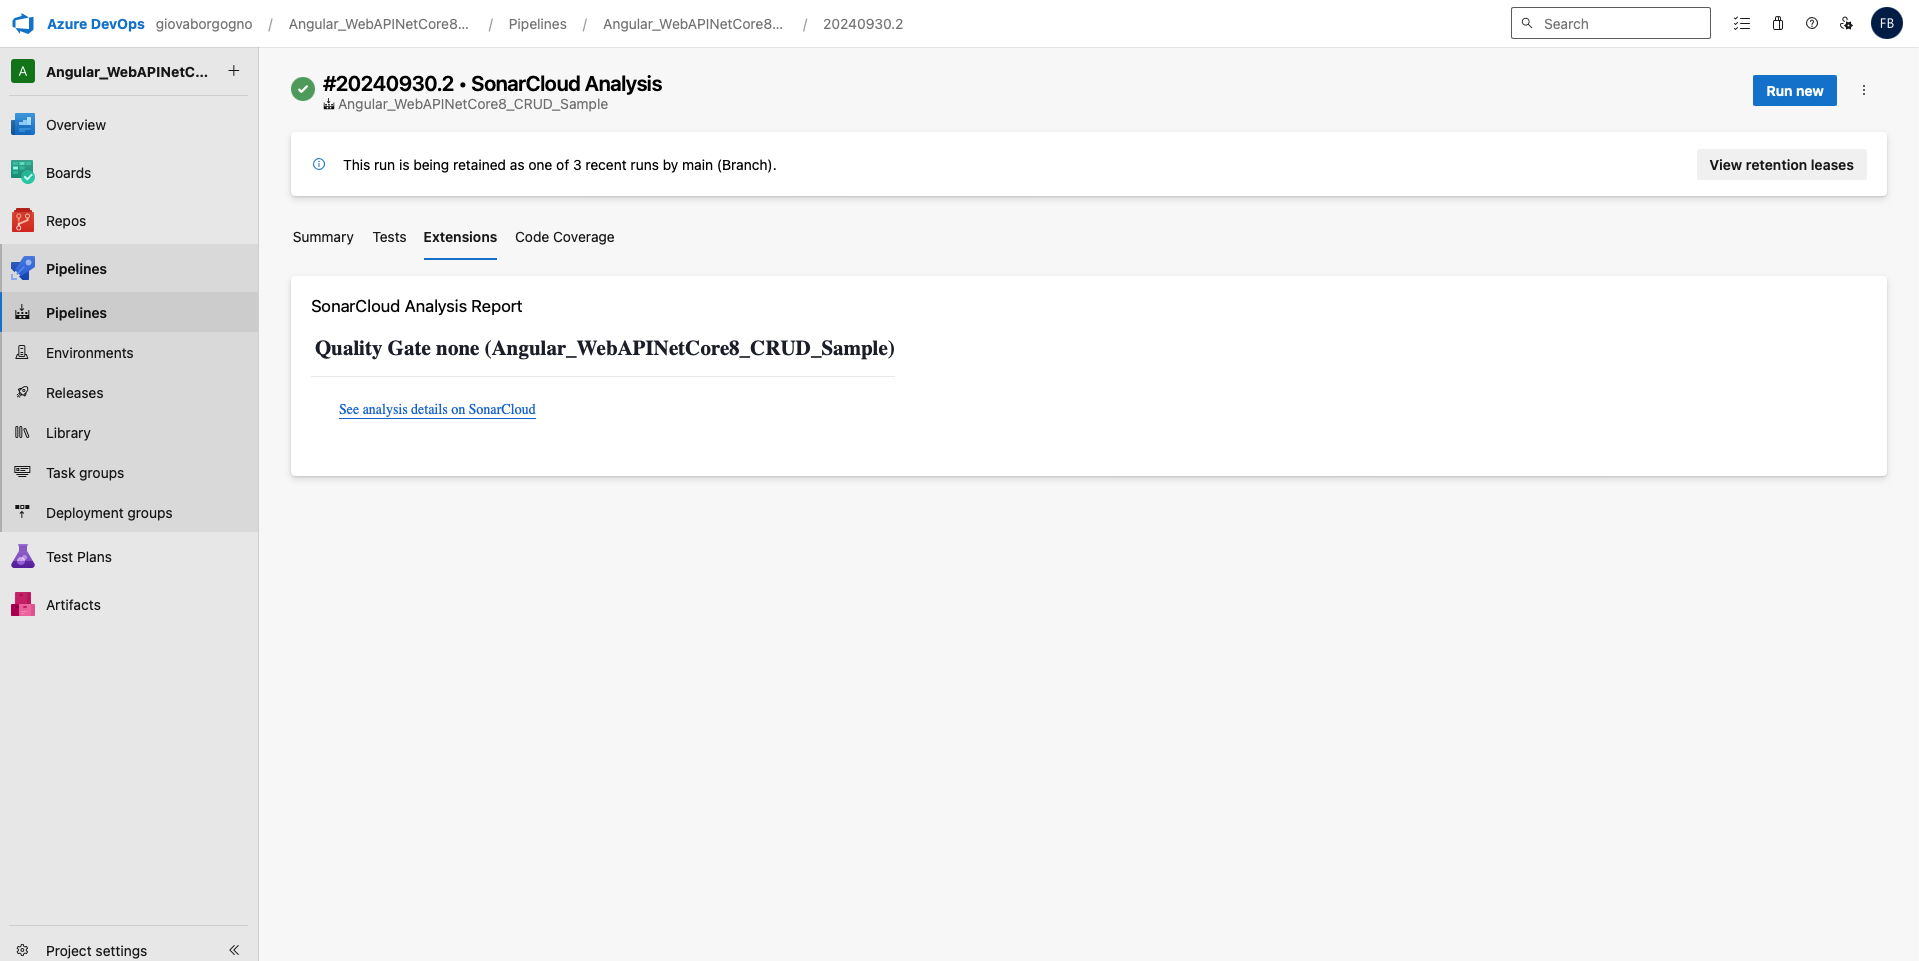 Azure DevOps giovaborgogno / Angular_WebAPINetCore8... / Pipelines / Angular_WebAPINetCore8... / 20240930.2 Search FB
A Angular_WebAPINetC... +
Overview
Boards
Repos
Pipelines
Pipelines
Environments
Releases
Library
Task groups
Deployment groups
Test Plans
Artifacts
Project settings
#20240930.2 • SonarCloud Analysis
Angular_WebAPINetCore8_CRUD_Sample
Run new
This run is being retained as one of 3 recent runs by main (Branch).
View retention leases
Summary Tests Extensions Code Coverage
SonarCloud Analysis Report
Quality Gate none (Angular_WebAPINetCore8_CRUD_Sample)
See analysis details on SonarCloud